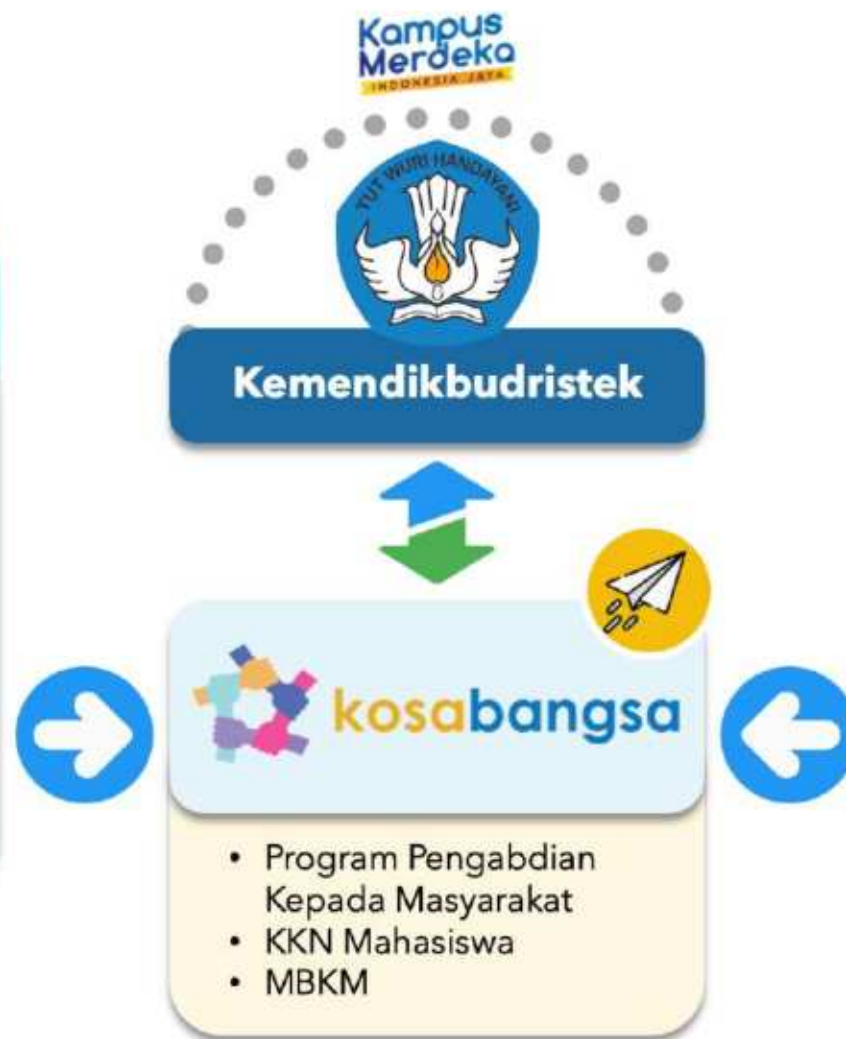 Kampus
Merdeka
INDONESIA JAYA
TUT WURI HANDAYANI
Kemendikbudristek
kosabangsa
• Program Pengabdian
Kepada Masyarakat
• KKN Mahasiswa
• MBKM